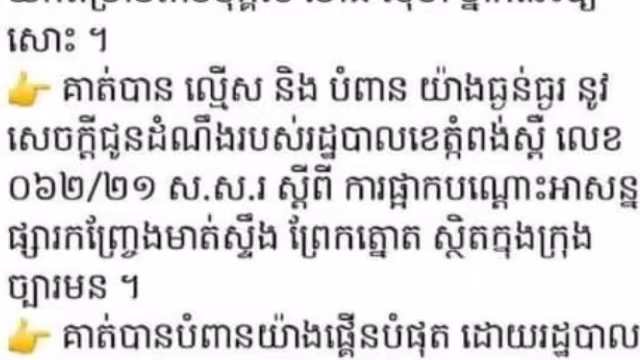 សោះ ។
👉 គាត់បាន ល្មើស និង បំពាន យ៉ាងធ្ងន់ធ្ងរ នូវ
សេចក្តីជូនដំណឹងរបស់រដ្ឋបាលខេត្តកំពង់ស្ពឺ លេខ
០៦២/២១ ស.ស.រ ស្តីពី ការផ្អាកបណ្តោះអាសន្ន
ផ្សារកញ្ច្រែងមាត់ស្ទឹង ព្រែកត្នោត ស្ថិតក្នុងក្រុង
ច្បារមន ។
👉 គាត់បានបំពានយ៉ាងផ្គើនបំផុត ដោយរដ្ឋបាល